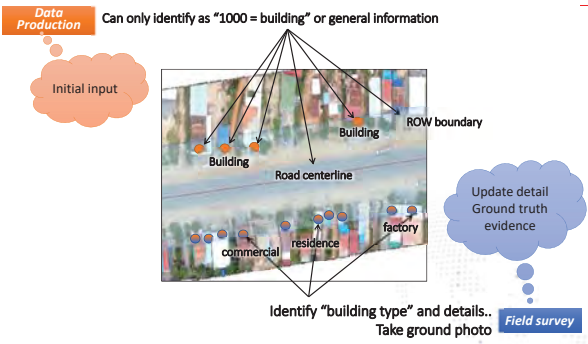 Data
Production
Can only identify as “1000 = building” or general information
Initial input
ROW boundary
Building
Building
Road centerline
Update detail
Ground truth
evidence
factory
residence
commercial
Identify “building type” and details..
Take ground photo
Field survey